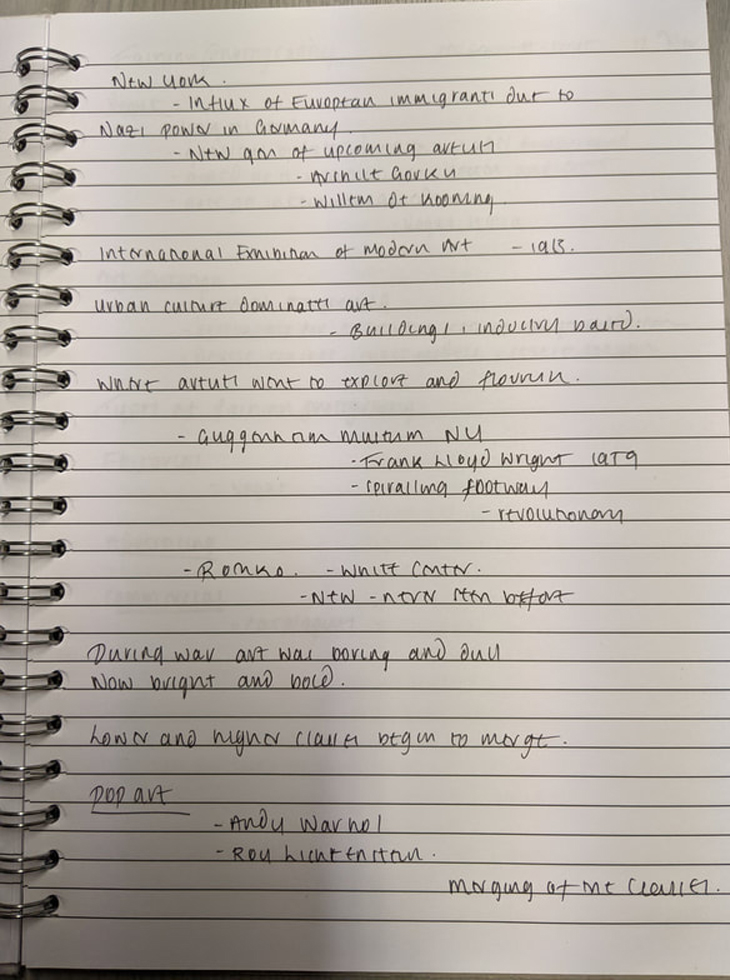 New York.
- Influx of European immigrants due to
Nazi power in Germany.
- New gen of upcoming artists
- Arshile Gorky
- Willem de Kooning
International Exhibition of Modern Art - 1913.
Urban culture dominates art.
- Buildings, industry based.
Where artists went to explore and flourish.
- Guggenheim Museum NY
- Frank Lloyd Wright 1959
- spiralling footway
- revolutionary
- Rothko. - White Center.
- New - never seen before
During war art was boring and dull
Now bright and bold.
Lower and higher classes begin to merge.
Pop art
- Andy Warhol
- Roy Lichtenstein.
merging of the classes.